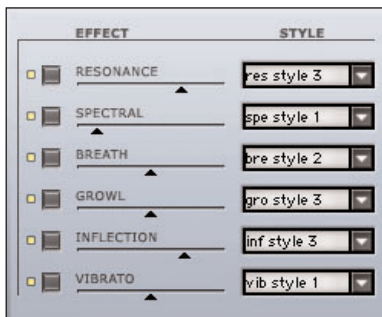 EFFECT STYLE
RESONANCE res style 3
SPECTRAL spe style 1
BREATH bre style 2
GROWL gro style 3
INFLECTION inf style 3
VIBRATO vib style 1